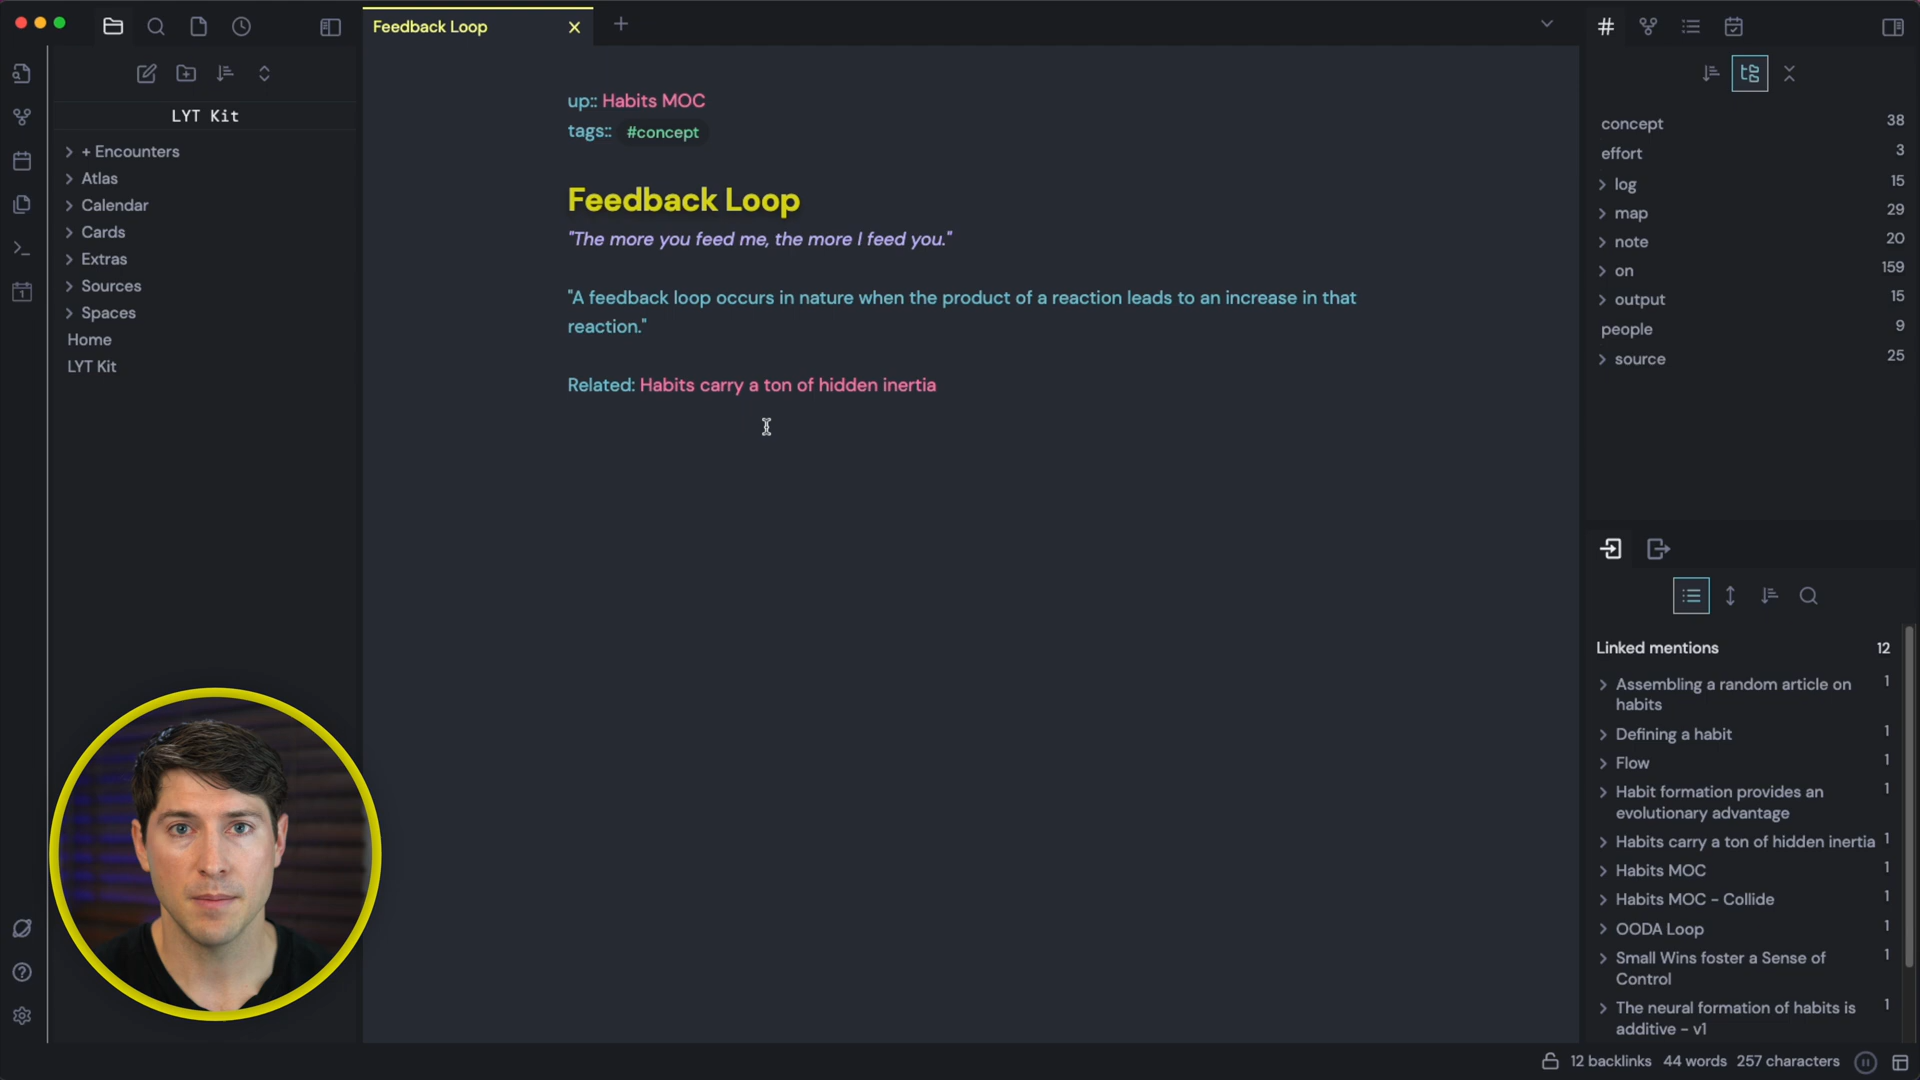 Feedback Loop
LYT Kit
+ Encounters
Atlas
Calendar
Cards
Extras
Sources
Spaces
Home
LYT Kit
up:: Habits MOC
tags:: #concept
Feedback Loop
"The more you feed me, the more I feed you."
"A feedback loop occurs in nature when the product of a reaction leads to an increase in that
reaction."
Related: Habits carry a ton of hidden inertia
concept 38
effort 3
log 15
map 29
note 20
on 159
output 15
people 9
source 25
Linked mentions 12
Assembling a random article on 1
habits
Defining a habit 1
Flow 1
Habit formation provides an 1
evolutionary advantage
Habits carry a ton of hidden inertia 1
Habits MOC 1
Habits MOC - Collide 1
OODA Loop 1
Small Wins foster a Sense of 1
Control
The neural formation of habits is 1
additive - v1
12 backlinks 44 words 257 characters